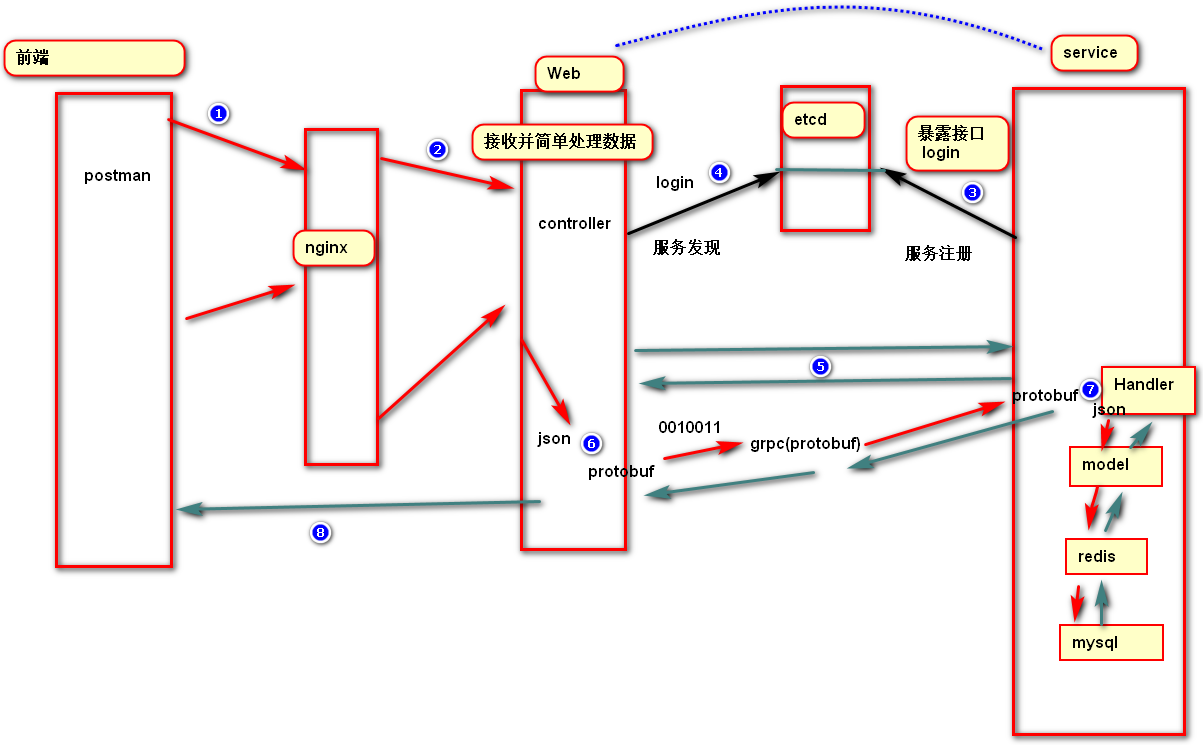 前端
service
Web
etcd
暴露接口
login
①
②
接收并简单处理数据
postman
login
④
③
controller
nginx
服务发现
服务注册
⑤
protobuf
⑦
Handler
json
json
⑥
0010011
grpc(protobuf)
protobuf
model
⑧
redis
mysql